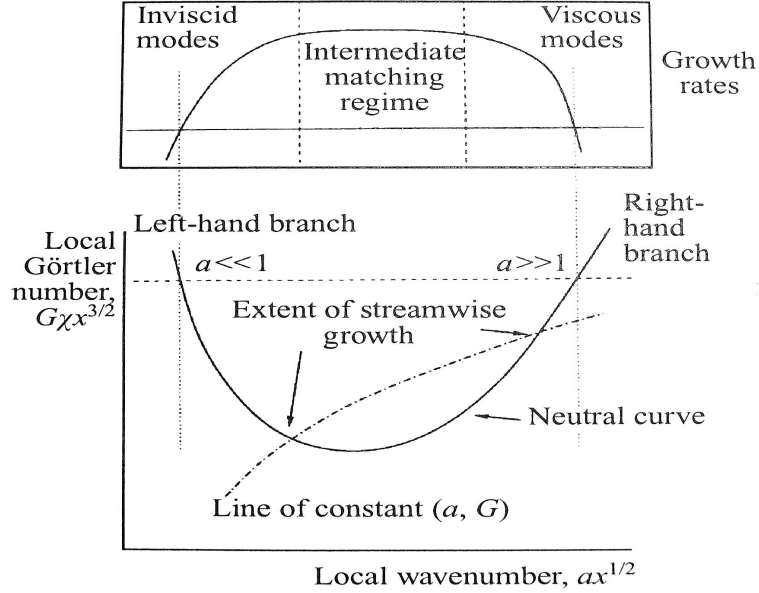 Inviscid
modes
Intermediate
matching
regime
Viscous
modes
Growth
rates
Left-hand branch
Right-
hand
branch
Local
Görtler
number,
Gχx^{3/2}
a<<1
a>>1
Extent of streamwise
growth
Neutral curve
Line of constant (a, G)
Local wavenumber, ax^{1/2}